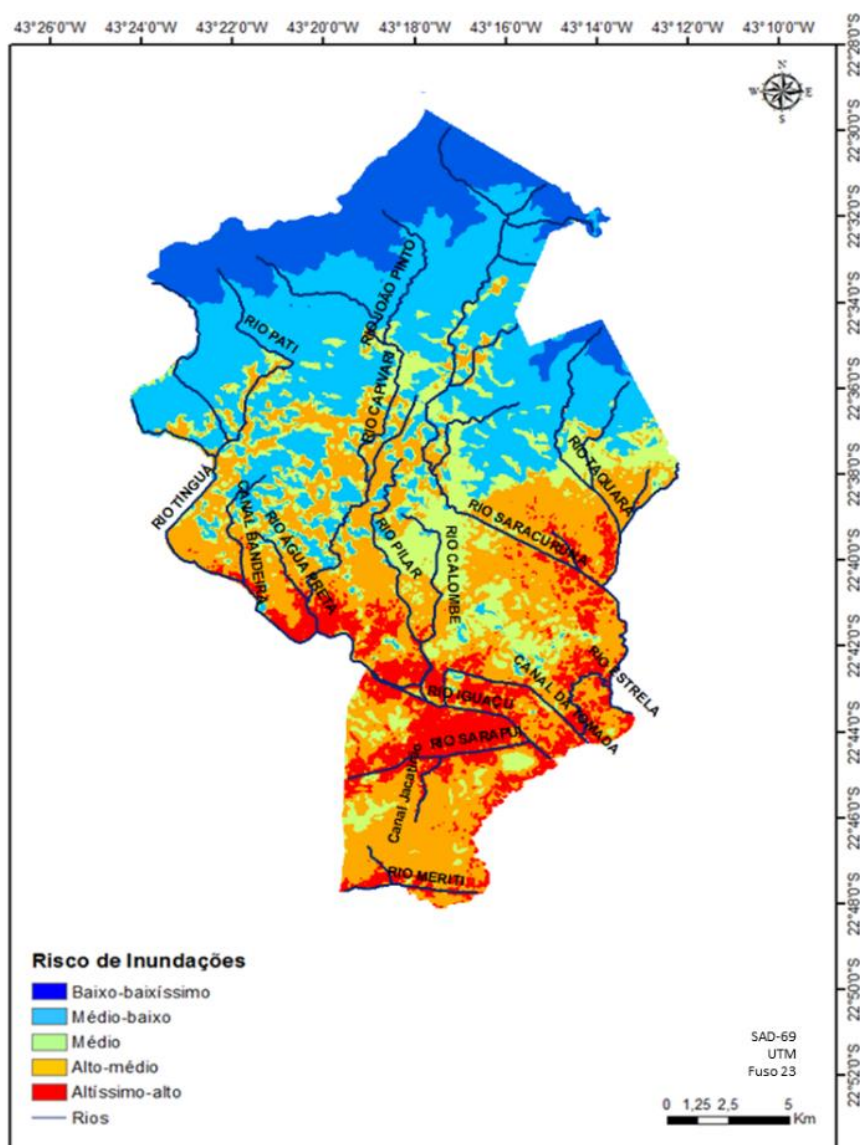 43°26'0"O 43°24'0"O 43°22'0"O 43°20'0"O 43°18'0"O 43°16'0"O 43°14'0"O 43°12'0"O 43°10'0"O
22°28'0"S
N
W E
S
22°30'0"S
22°32'0"S
22°34'0"S
22°36'0"S
22°38'0"S
22°40'0"S
22°42'0"S
22°44'0"S
22°46'0"S
22°48'0"S
22°50'0"S
22°52'0"S
RIO JOÃO PINTO
RIO PATI
RIO CAPIVARI
RIO TAQUARA
RIO TINGUÁ
CANAL BANDEIRA
RIO ÁGUA PRETA
RIO PILAR
RIO CALOMBE
RIO SARACURUNA
RIO ESTRELA
CANAL DA TOMADA
RIO IGUAÇU
RIO SARAPUÍ
Canal Jacatirão
RIO MERITI
Risco de Inundações
Baixo-baixíssimo
Médio-baixo
Médio
Alto-médio
Altíssimo-alto
Rios
SAD-69
UTM
Fuso 23
0 1,25 2,5 5
Km